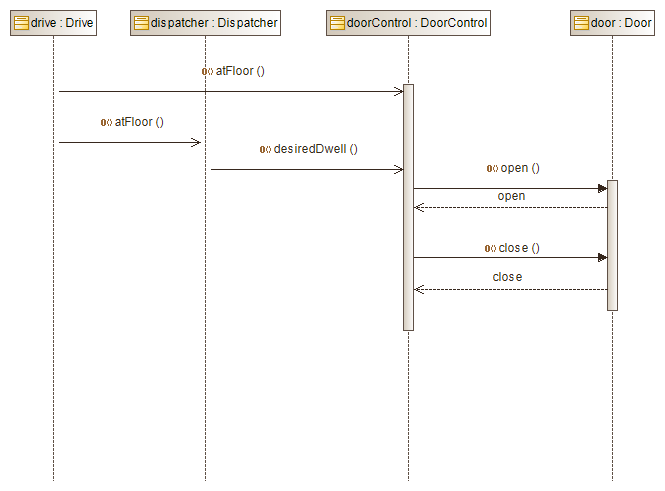 drive : Drive
dispatcher : Dispatcher
doorControl : DoorControl
door : Door
atFloor ()
atFloor ()
desiredDwell ()
open ()
open
close ()
close